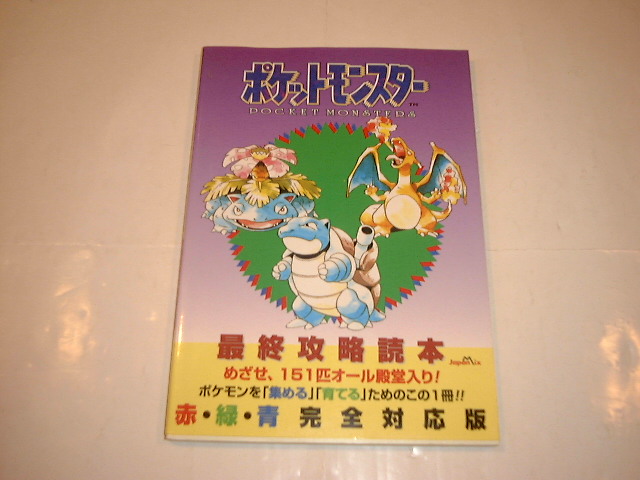 ポケットモンスター
TM
POCKET MONSTERS
最終攻略読本
JapanMix
めざせ、151匹オール殿堂入り!
ポケモンを「集める」「育てる」ためのこの1冊!!
赤・緑・青完全対応版